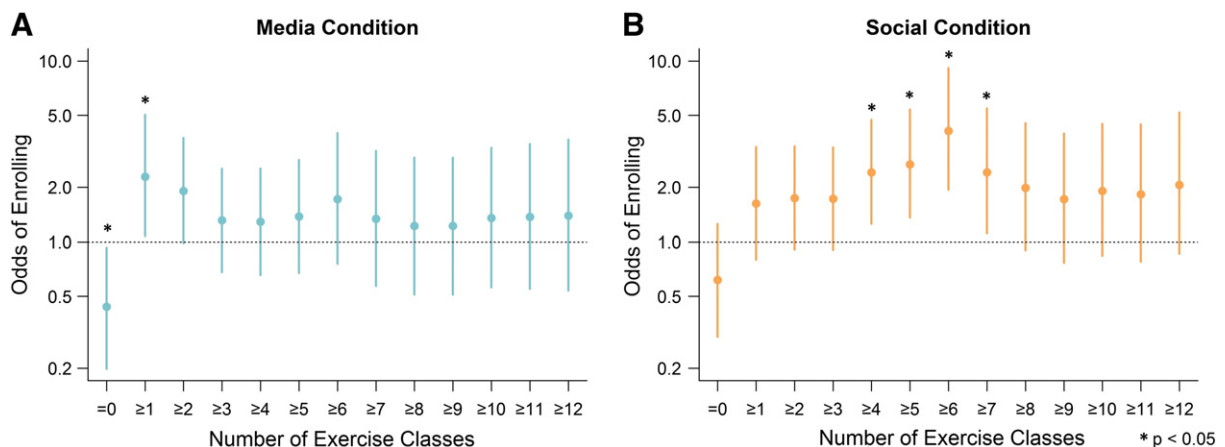 A
Media Condition
Odds of Enrolling
10.0
5.0
2.0
1.0
0.5
0.2
* *
=0 ≥1 ≥2 ≥3 ≥4 ≥5 ≥6 ≥7 ≥8 ≥9 ≥10 ≥11 ≥12
Number of Exercise Classes
B
Social Condition
Odds of Enrolling
10.0
5.0
2.0
1.0
0.5
0.2
* * * *
=0 ≥1 ≥2 ≥3 ≥4 ≥5 ≥6 ≥7 ≥8 ≥9 ≥10 ≥11 ≥12
Number of Exercise Classes
* p < 0.05